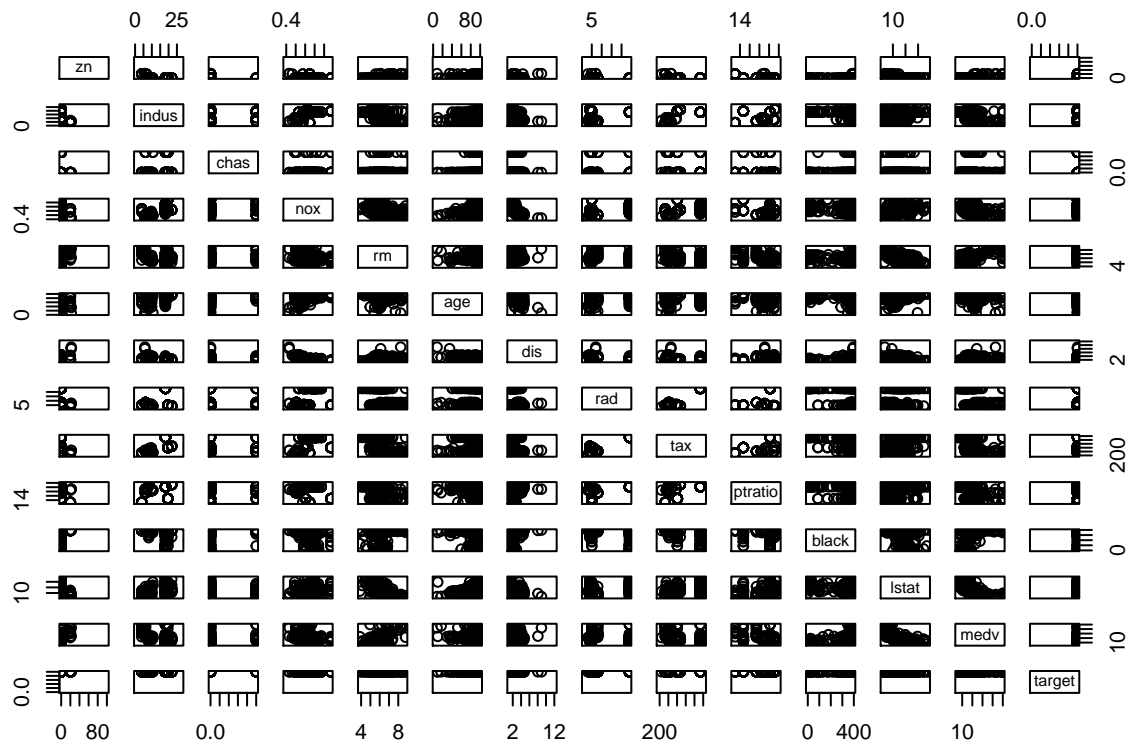 0 25 0.4 0 80 5 14 10 0.0
zn 0
0 indus
chas 0.0
0.4 nox
rm 4
0 age
dis 2
5 rad
tax 200
14 ptratio
black 0
10 lstat
medv 10
0.0 target
0 80 0.0 4 8 2 12 200 0 400 10